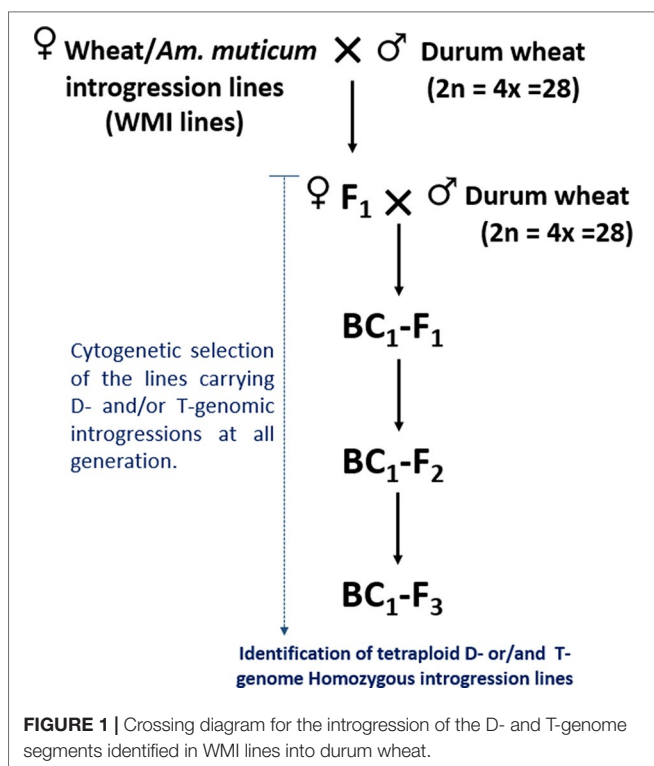 ♀ Wheat/Am. muticum X ♂ Durum wheat
introgression lines (2n = 4x =28)
(WMI lines)
♀ F₁ X ♂ Durum wheat
(2n = 4x =28)
BC₁-F₁
Cytogenetic selection
of the lines carrying
D- and/or T-genomic
introgressions at all
generation.
BC₁-F₂
BC₁-F₃
Identification of tetraploid D- or/and T-
genome Homozygous introgression lines
FIGURE 1 | Crossing diagram for the introgression of the D- and T-genome
segments identified in WMI lines into durum wheat.